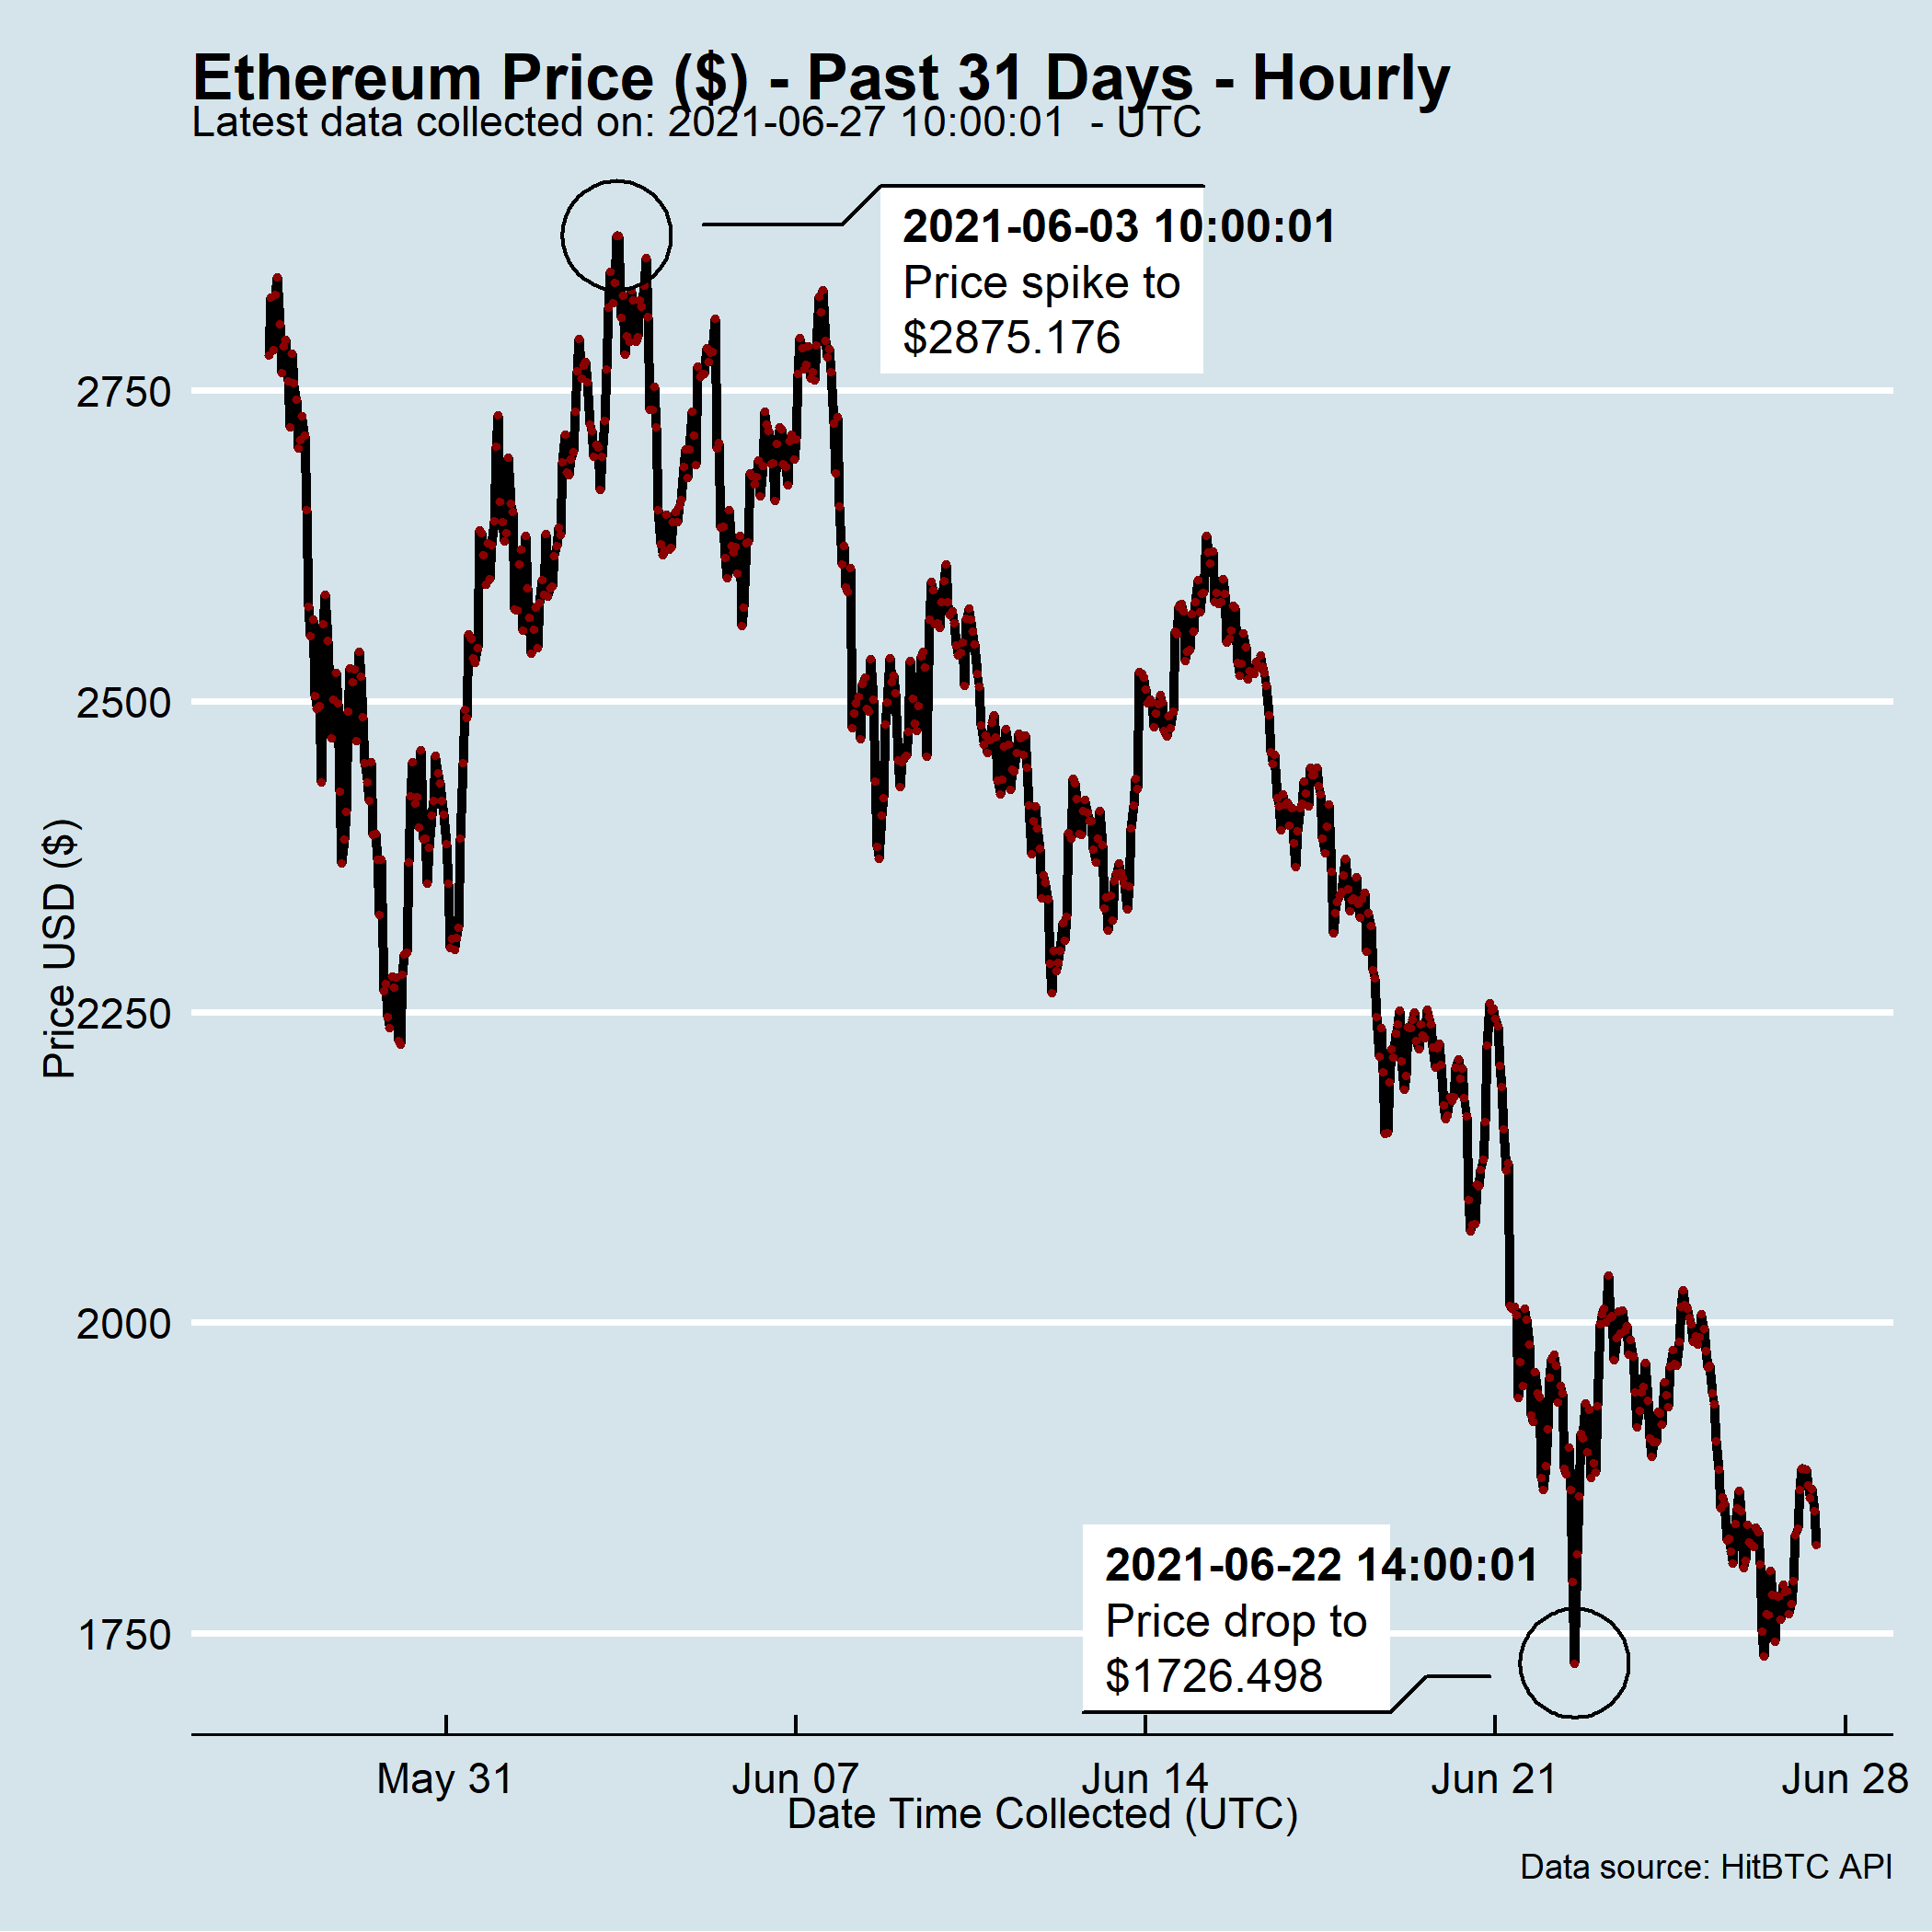 Ethereum Price ($) - Past 31 Days - Hourly
Latest data collected on: 2021-06-27 10:00:01  - UTC
2021-06-03 10:00:01
Price spike to
$2875.176
2750
2500
2250
2000
1750
Price USD ($)
2021-06-22 14:00:01
Price drop to
$1726.498
May 31
Jun 07
Jun 14
Jun 21
Jun 28
Date Time Collected (UTC)
Data source: HitBTC API